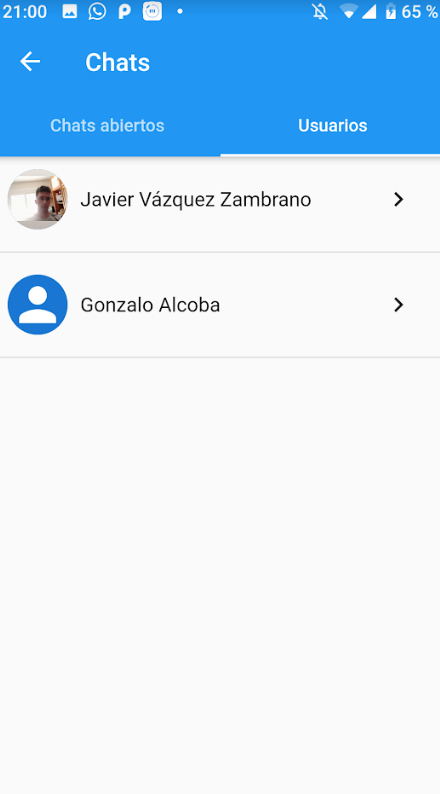 21:00 65 %
Chats
Chats abiertos Usuarios
Javier Vázquez Zambrano
Gonzalo Alcoba